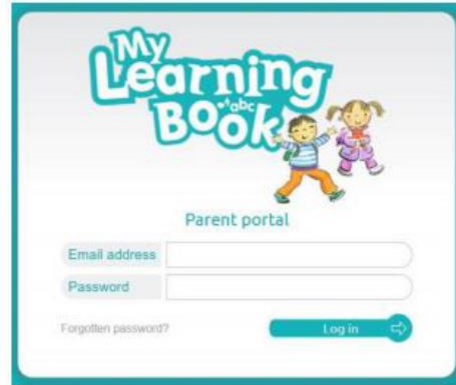 My
Learning
abc
Book
Parent portal
Email address
Password
Forgotten password?
Log in